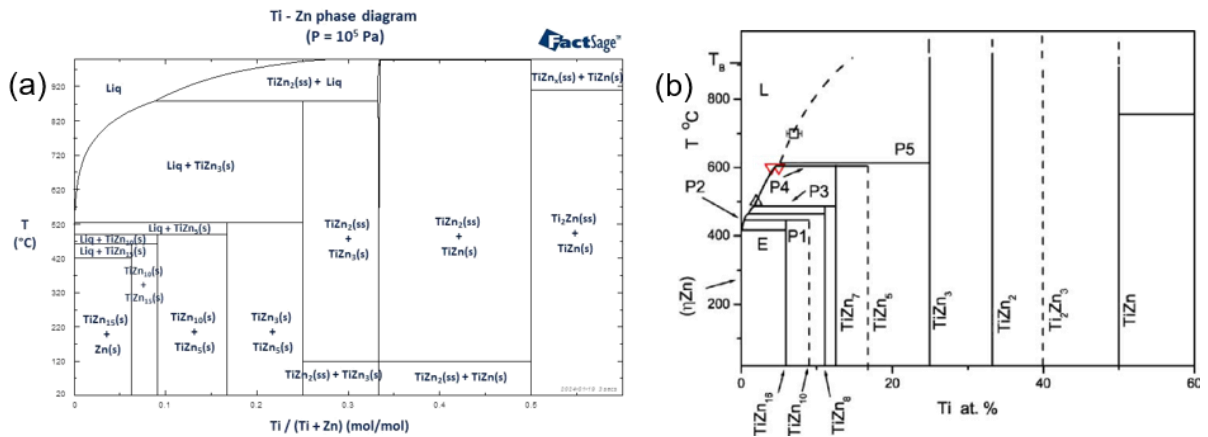 Ti - Zn phase diagram
(P = 10⁵ Pa)
FactSage™
(a)
920
820
720
620
520
420
320
220
120
20
T
(°C)
Liq
TiZn₂(ss) + Liq
TiZnₓ(ss) + TiZn(s)
Liq + TiZn₃(s)
Liq + TiZn₅(s)
Liq + TiZn₁₀(s)
Liq + TiZn₁₅(s)
TiZn₁₀(s)
+
TiZn₁₅(s)
TiZn₁₅(s)
+
Zn(s)
TiZn₁₀(s)
+
TiZn₅(s)
TiZn₃(s)
+
TiZn₅(s)
TiZn₂(ss)
+
TiZn₃(s)
TiZn₂(ss)
+
TiZn(s)
Ti₂Zn(ss)
+
TiZn(s)
TiZn₂(ss) + TiZn₃(s)
TiZn₂(ss) + TiZn(s)
0
0.1
0.2
0.3
0.4
0.5
Ti / (Ti + Zn) (mol/mol)
(b)
T_B
800
600
400
200
T °C
L
P5
P4
P3
P2
P1
E
(ηZn)
TiZn₇
TiZn₃
TiZn₂
Ti₂Zn₃
TiZn
0
20
40
60
Ti at. %
TiZn₁₀
TiZn₈